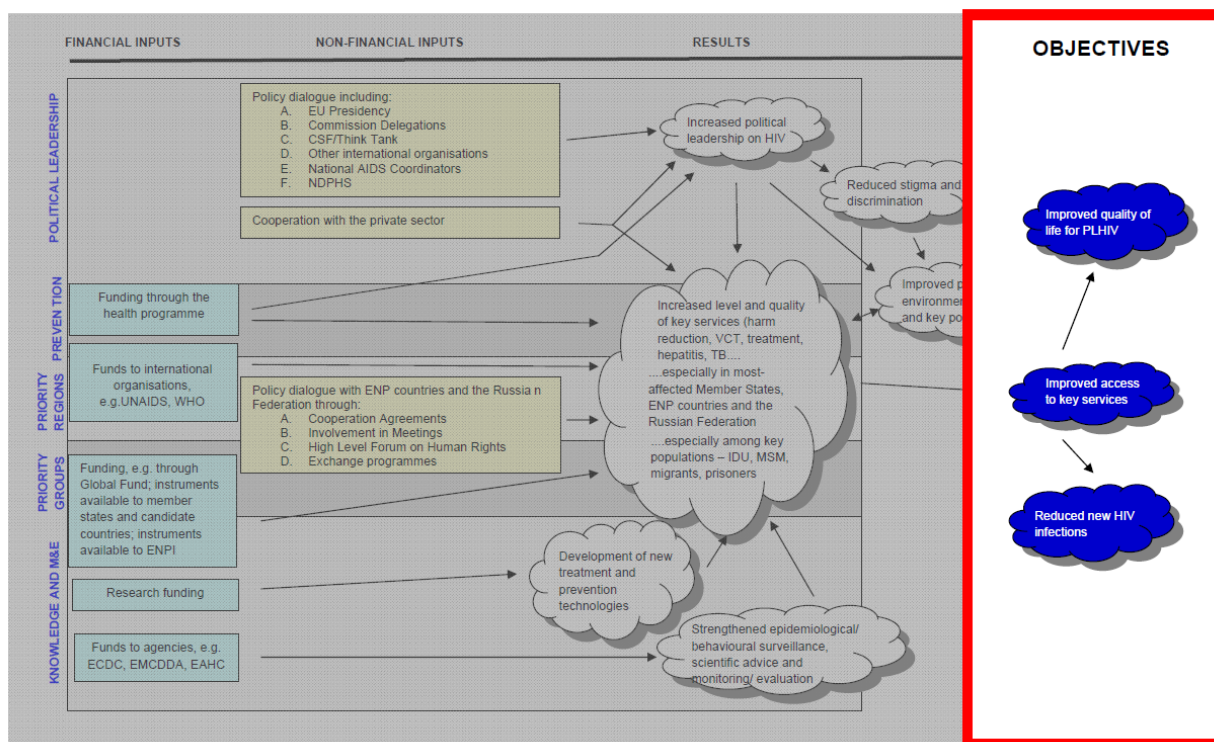 FINANCIAL INPUTS
NON-FINANCIAL INPUTS
RESULTS
OBJECTIVES
POLITICAL LEADERSHIP
Policy dialogue including:
A. EU Presidency
B. Commission Delegations
C. CSF/Think Tank
D. Other international organisations
E. National AIDS Coordinators
F. NDPHS
Cooperation with the private sector
Increased political
leadership on HIV
Reduced stigma and
discrimination
Improved quality of
life for PLHIV
PREVENTION
Funding through the
health programme
Increased level and quality
of key services (harm
reduction, VCT, treatment,
hepatitis, TB....
....especially in most-
affected Member States,
ENP countries and the
Russian Federation
....especially among key
populations – IDU, MSM,
migrants, prisoners
Improved p
environmen
and key po
PRIORITY
REGIONS
Funds to international
organisations,
e.g.UNAIDS, WHO
Policy dialogue with ENP countries and the Russia n
Federation through:
A. Cooperation Agreements
B. Involvement in Meetings
C. High Level Forum on Human Rights
D. Exchange programmes
Improved access
to key services
PRIORITY
GROUPS
Funding, e.g. through
Global Fund; instruments
available to member
states and candidate
countries; instruments
available to ENPI
Reduced new HIV
infections
KNOWLEDGE AND M&E
Research funding
Development of new
treatment and
prevention
technologies
Funds to agencies, e.g.
ECDC, EMCDDA, EAHC
Strengthened epidemiological/
behavioural surveillance,
scientific advice and
monitoring/ evaluation